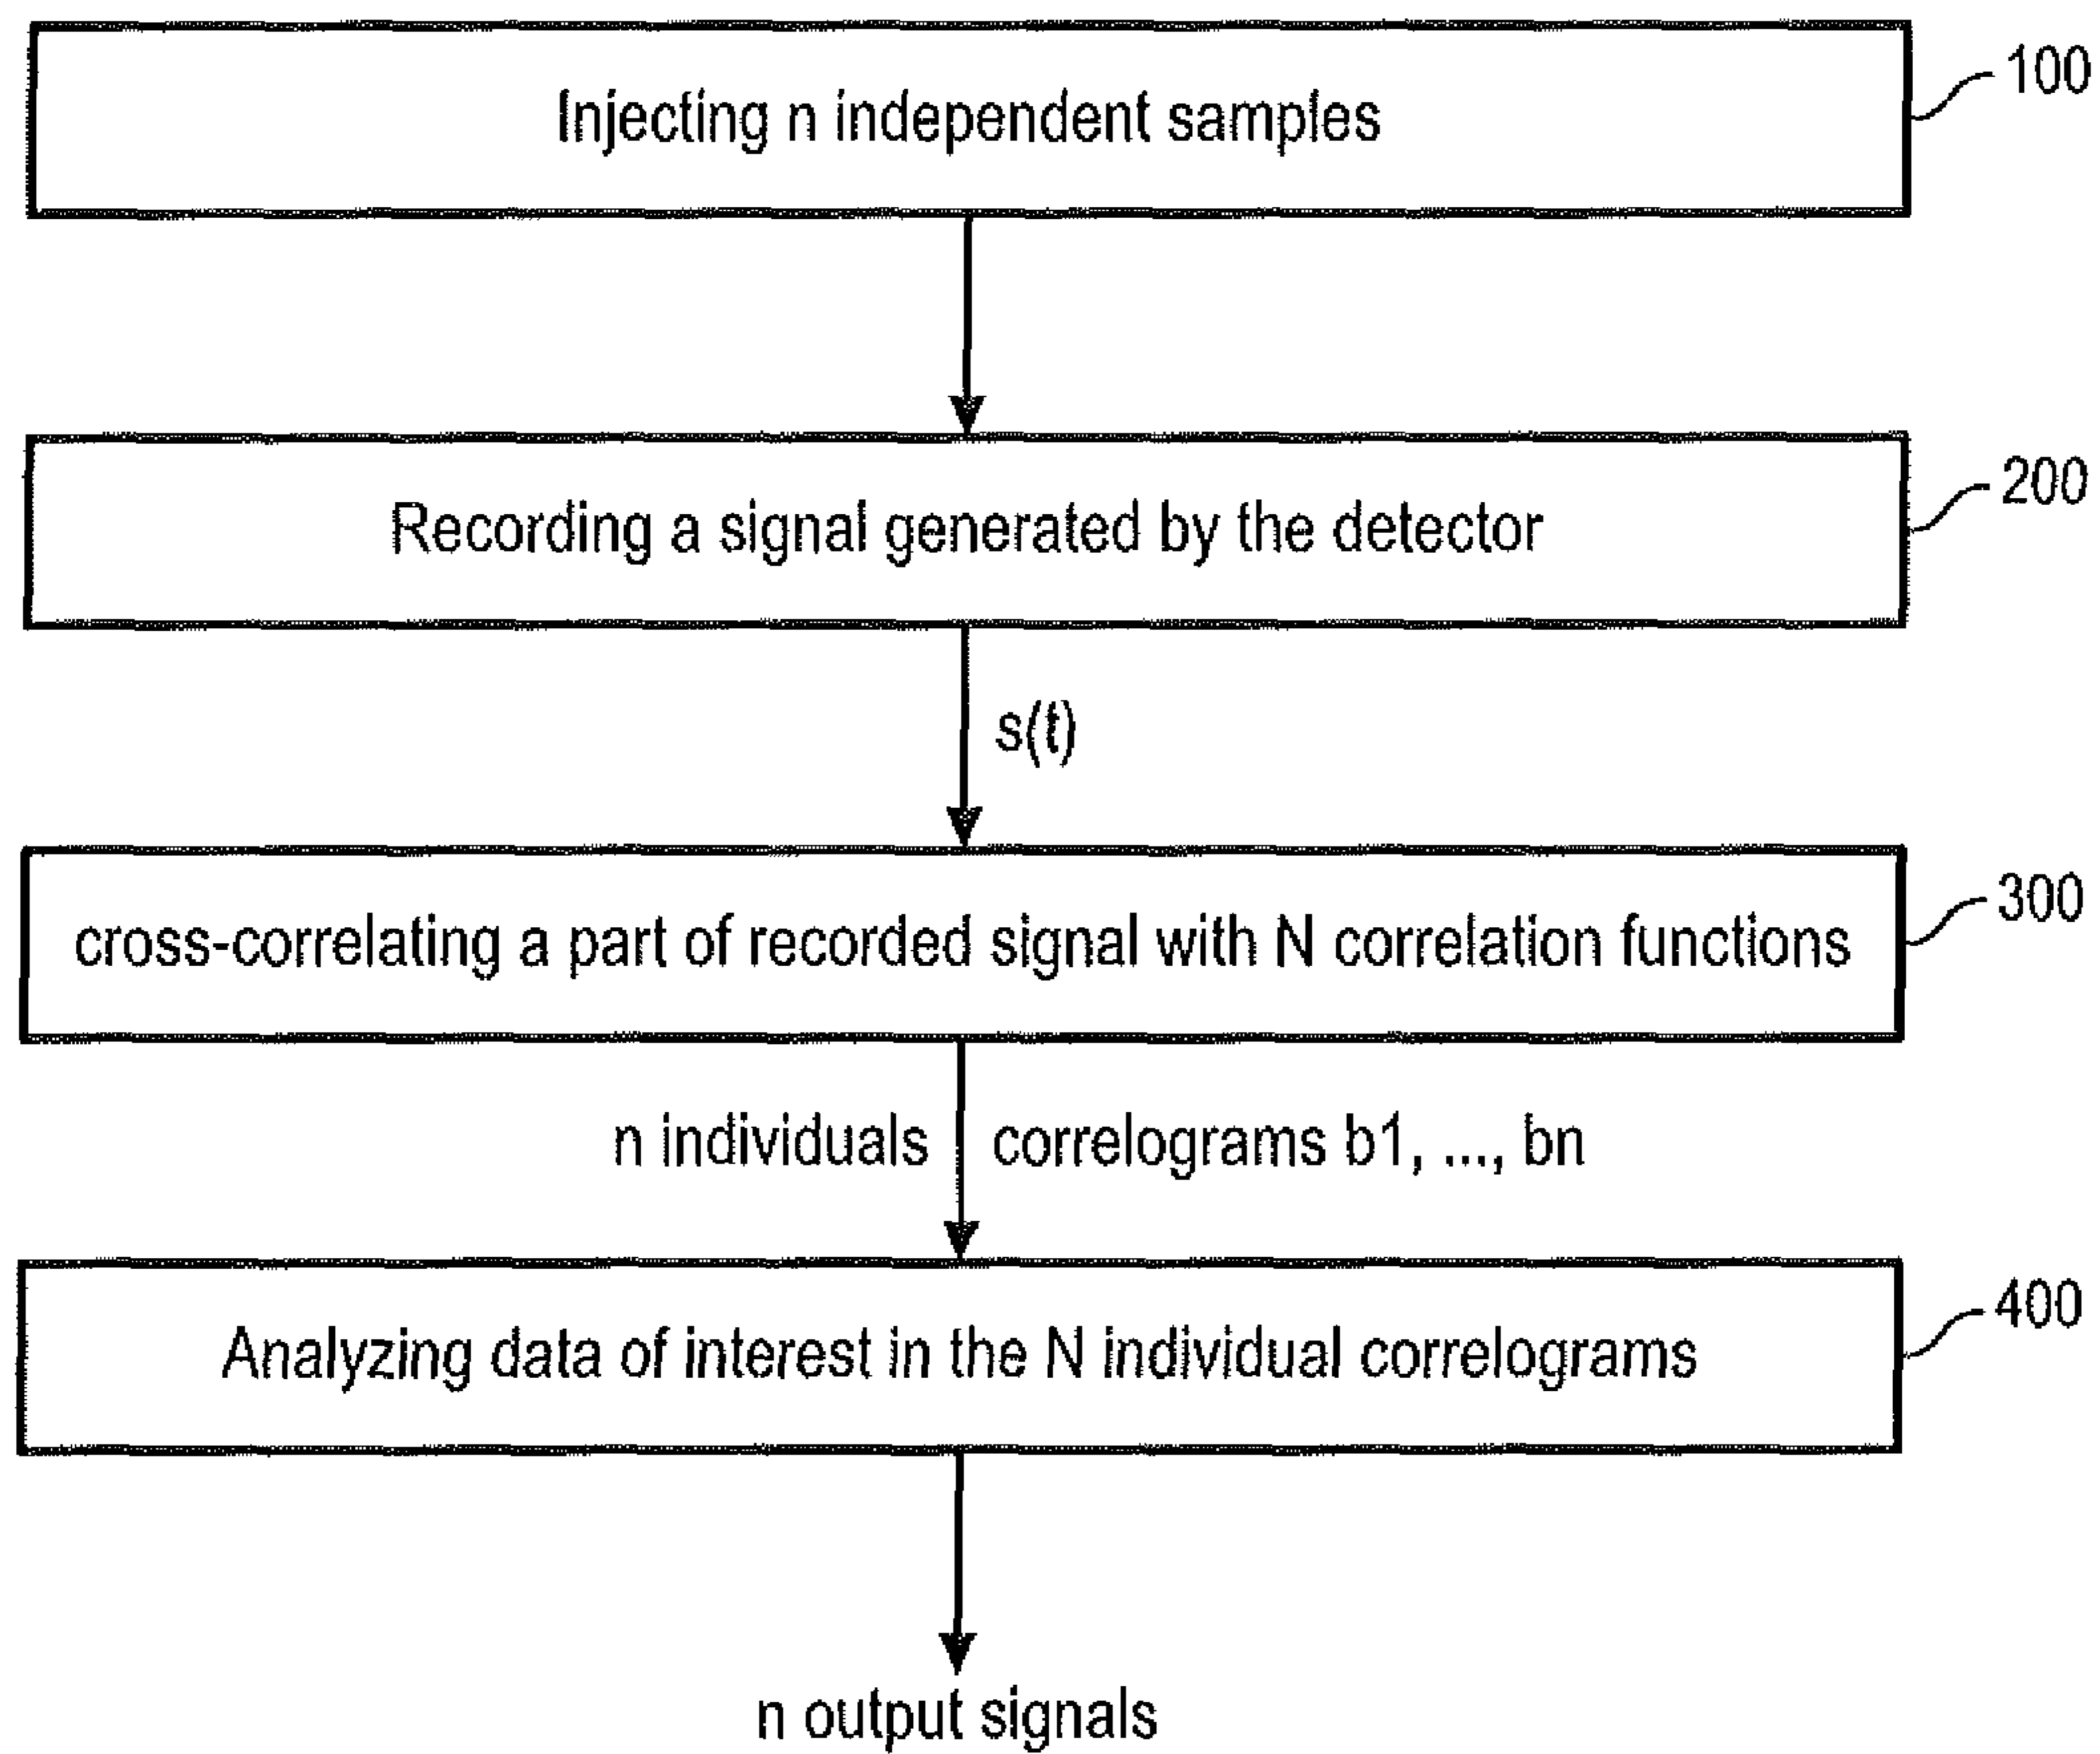 Injecting n independent samples
100
Recording a signal generated by the detector
200
s(t)
cross-correlating a part of recorded signal with N correlation functions
300
n individuals correlograms b1, ..., bn
Analyzing data of interest in the N individual correlograms
400
n output signals